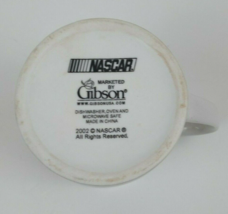 NASCAR
MARKETED
BY
Gibson
WWW.GIBSONUSA.COM
DISHWASHER, OVEN AND
MICROWAVE SAFE
MADE IN CHINA
2002 © NASCAR ®
All Rights Reserved.